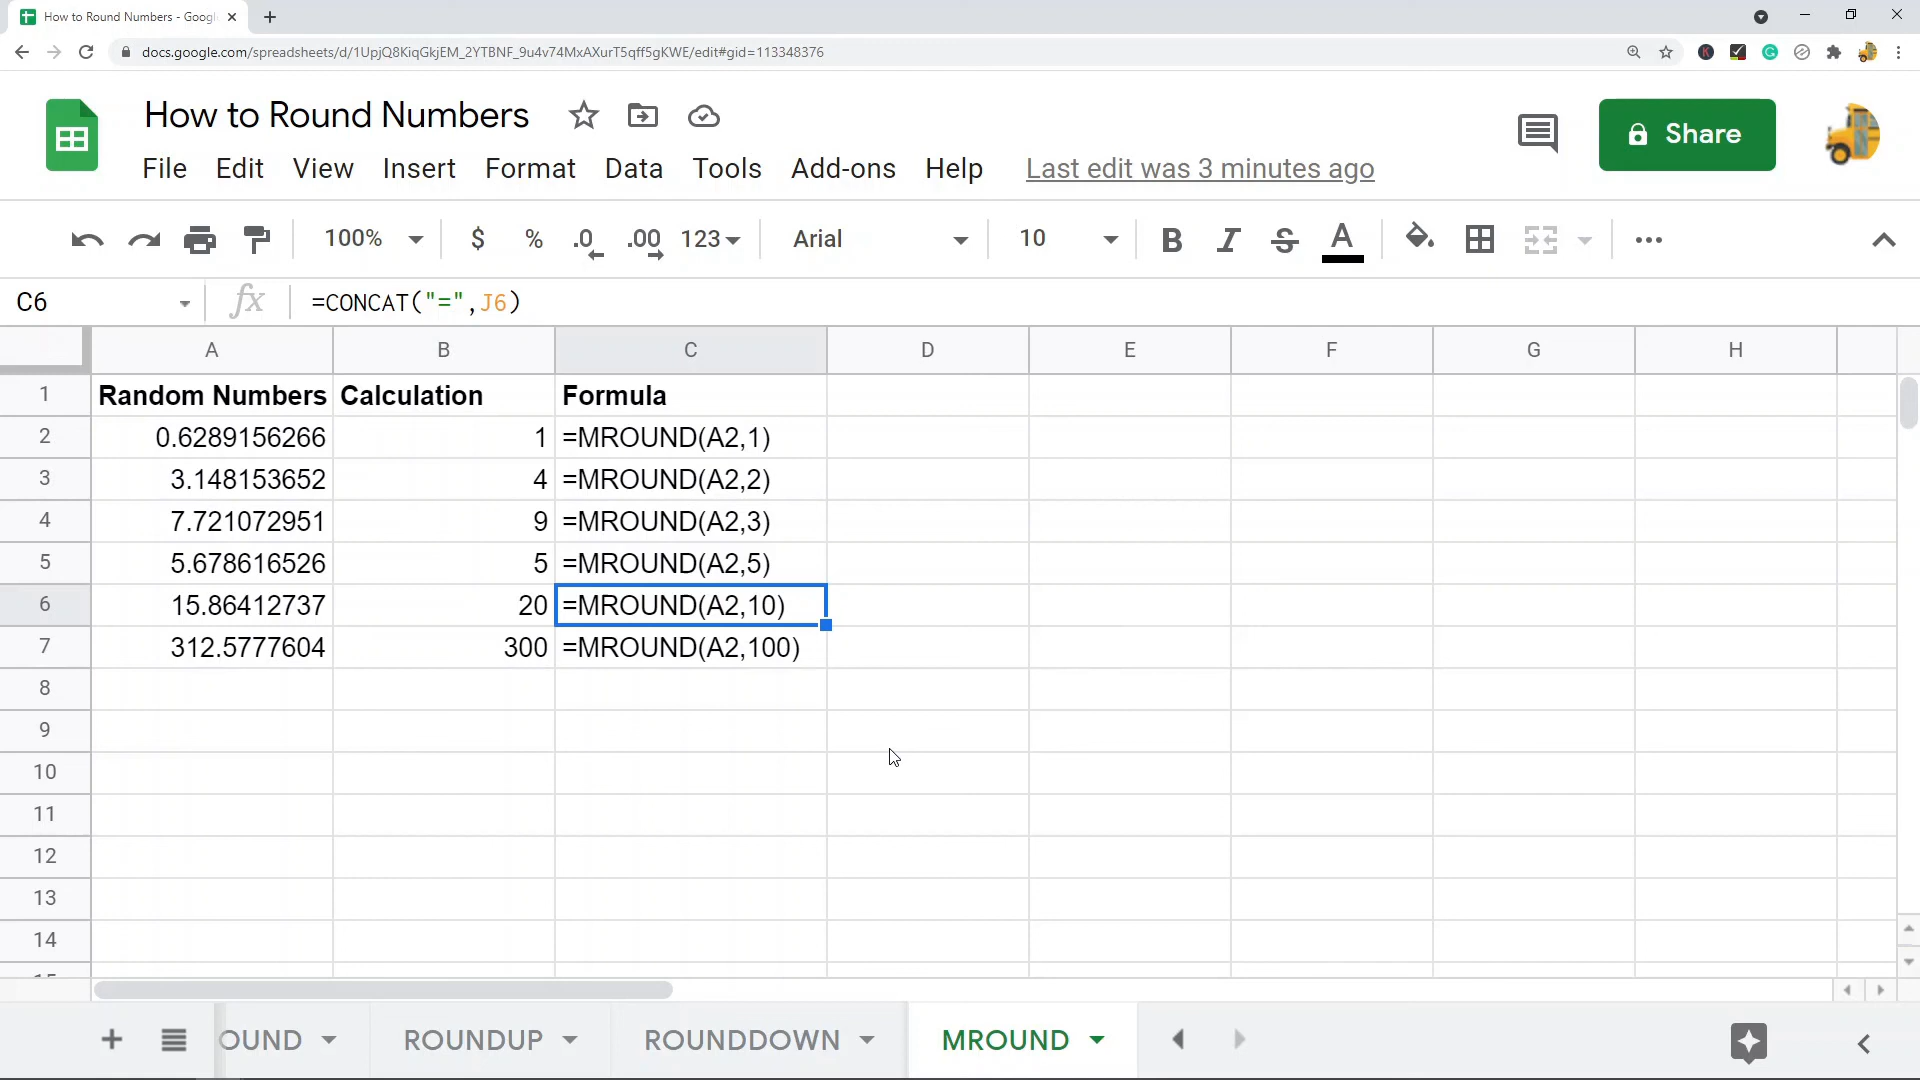 How to Round Numbers - Googl
docs.google.com/spreadsheets/d/1UpjQ8KiqGkjEM_2YTBNF_9u4v74MxAXurT5qff5gKWE/edit#gid=113348376
How to Round Numbers
Share
File Edit View Insert Format Data Tools Add-ons Help Last edit was 3 minutes ago
100% $ % .0 .00 123 Arial 10 B I S A
C6 fx =CONCAT("=",J6)
A B C D E F G H
1 Random Numbers Calculation Formula
2 0.6289156266 1 =MROUND(A2,1)
3 3.148153652 4 =MROUND(A2,2)
4 7.721072951 9 =MROUND(A2,3)
5 5.678616526 5 =MROUND(A2,5)
6 15.86412737 20 =MROUND(A2,10)
7 312.5777604 300 =MROUND(A2,100)
8
9
10
11
12
13
14
OUND ROUNDUP ROUNDDOWN MROUND